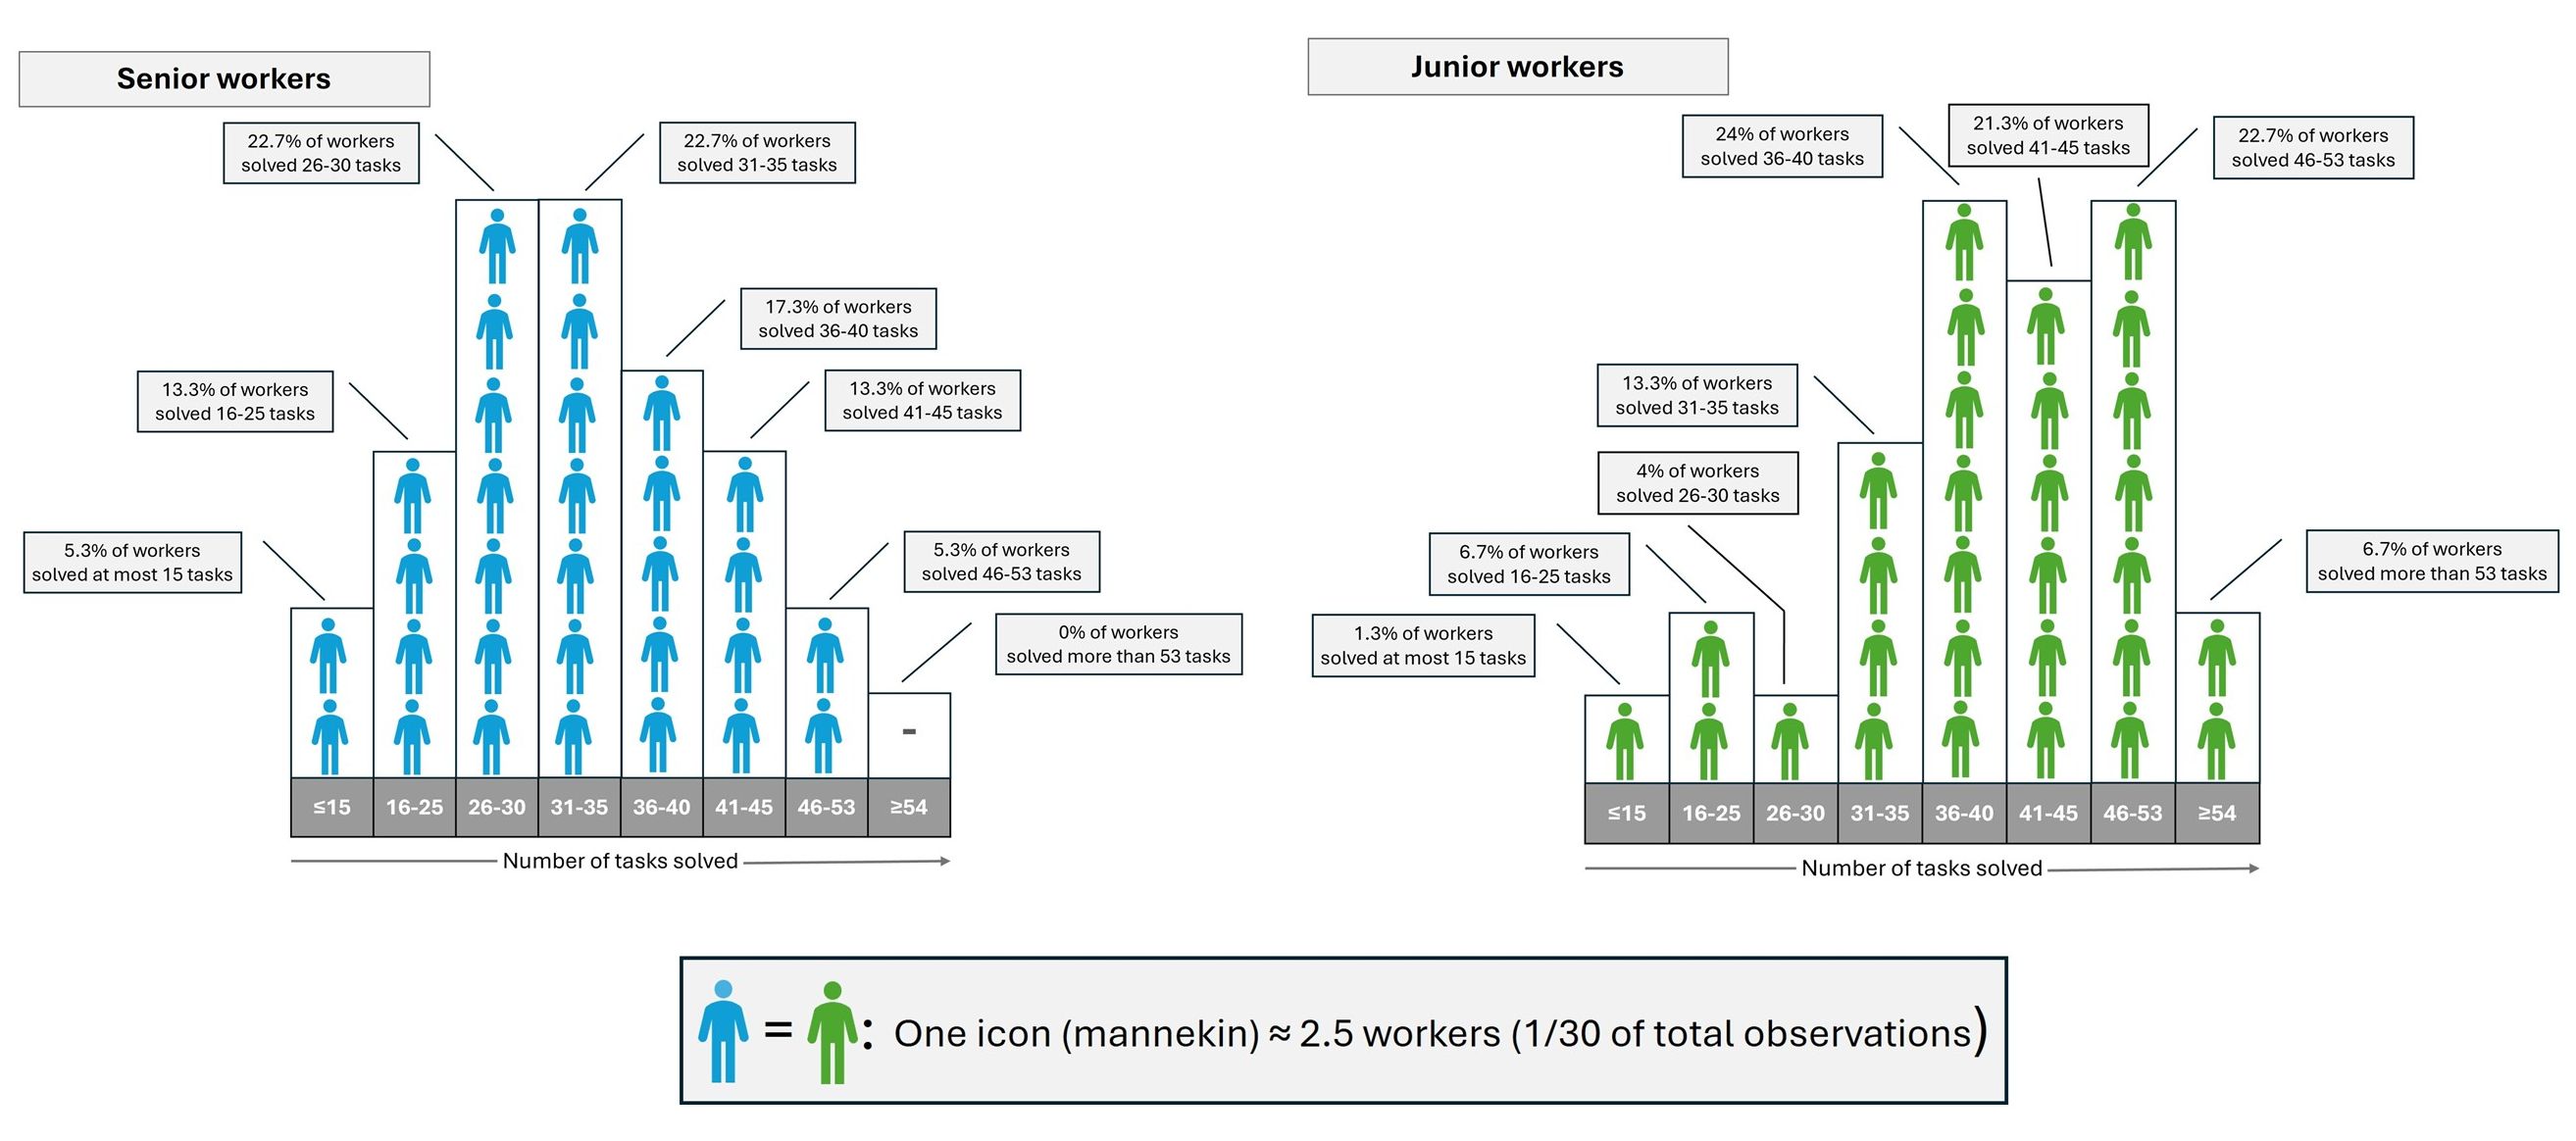 Senior workers
22.7% of workers
solved 26-30 tasks
22.7% of workers
solved 31-35 tasks
17.3% of workers
solved 36-40 tasks
13.3% of workers
solved 16-25 tasks
13.3% of workers
solved 41-45 tasks
5.3% of workers
solved at most 15 tasks
5.3% of workers
solved 46-53 tasks
0% of workers
solved more than 53 tasks
-
≤15 16-25 26-30 31-35 36-40 41-45 46-53 ≥54
Number of tasks solved
Junior workers
24% of workers
solved 36-40 tasks
21.3% of workers
solved 41-45 tasks
22.7% of workers
solved 46-53 tasks
13.3% of workers
solved 31-35 tasks
4% of workers
solved 26-30 tasks
6.7% of workers
solved 16-25 tasks
6.7% of workers
solved more than 53 tasks
1.3% of workers
solved at most 15 tasks
≤15 16-25 26-30 31-35 36-40 41-45 46-53 ≥54
Number of tasks solved
= : One icon (mannekin) ≈ 2.5 workers (1/30 of total observations)